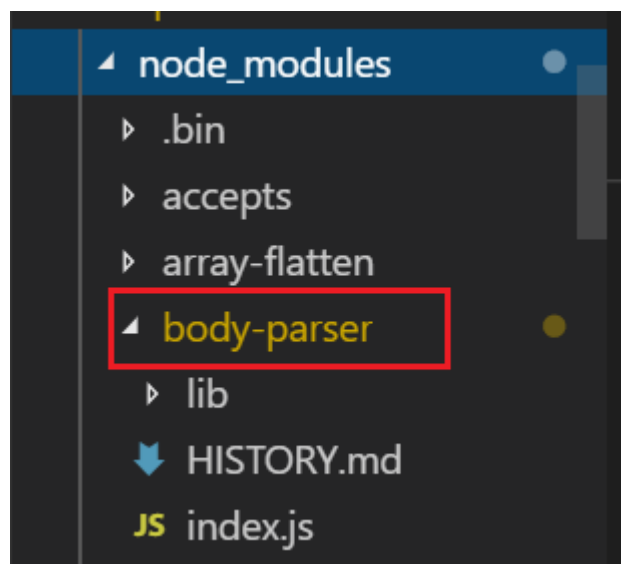 node_modules
.bin
accepts
array-flatten
body-parser
lib
HISTORY.md
JS index.js